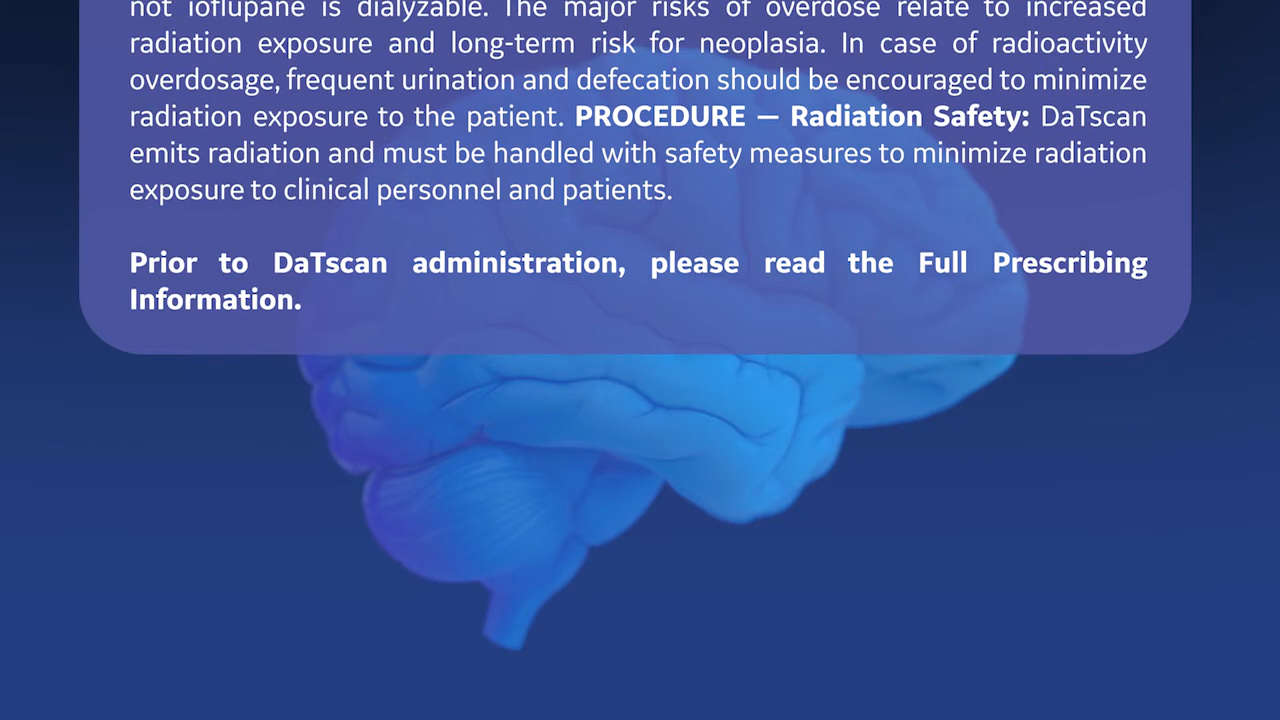 not ioflupane is dialyzable. The major risks of overdose relate to increased
radiation exposure and long-term risk for neoplasia. In case of radioactivity
overdosage, frequent urination and defecation should be encouraged to minimize
radiation exposure to the patient. PROCEDURE — Radiation Safety: DaTscan
emits radiation and must be handled with safety measures to minimize radiation
exposure to clinical personnel and patients.
Prior to DaTscan administration, please read the Full Prescribing
Information.